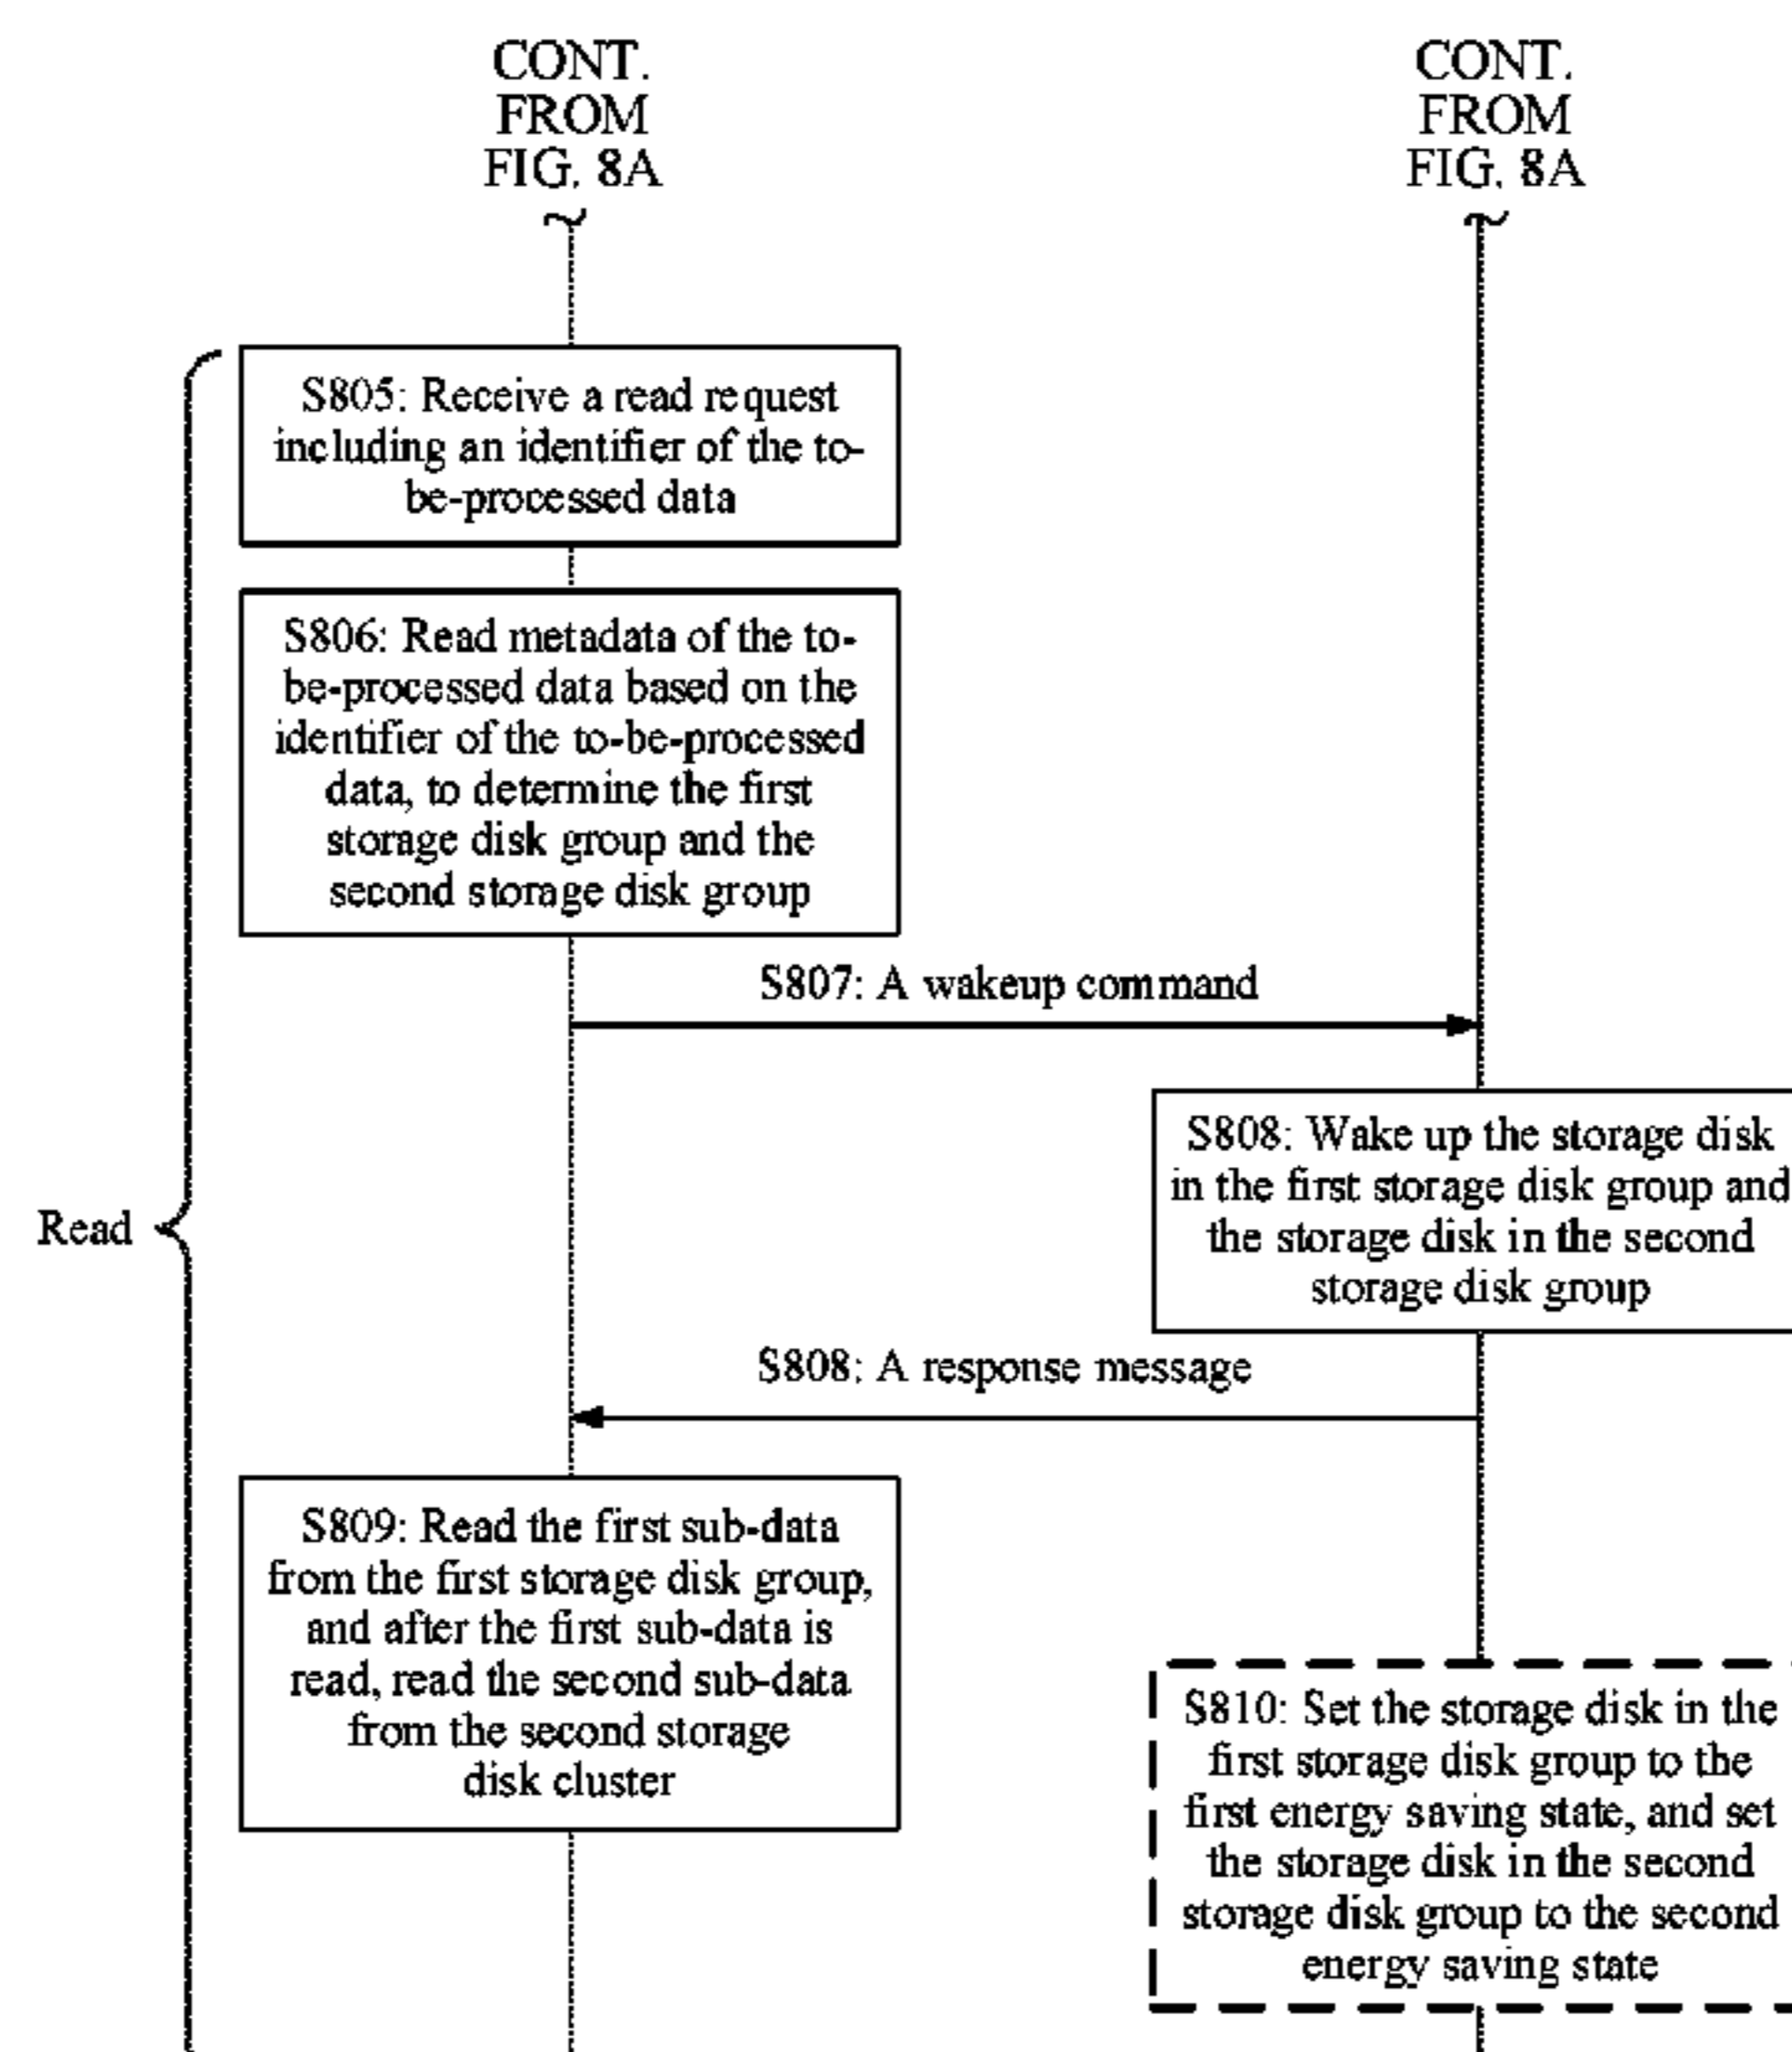 CONT.
FROM
FIG. 8A
CONT.
FROM
FIG. 8A
S805: Receive a read request
including an identifier of the to-
be-processed data
S806: Read metadata of the to-
be-processed data based on the
identifier of the to-be-processed
data, to determine the first
storage disk group and the
second storage disk group
S807: A wakeup command
S808: Wake up the storage disk
in the first storage disk group and
the storage disk in the second
storage disk group
Read
S808: A response message
S809: Read the first sub-data
from the first storage disk group,
and after the first sub-data is
read, read the second sub-data
from the second storage
disk cluster
S810: Set the storage disk in the
first storage disk group to the
first energy saving state, and set
the storage disk in the second
storage disk group to the second
energy saving state